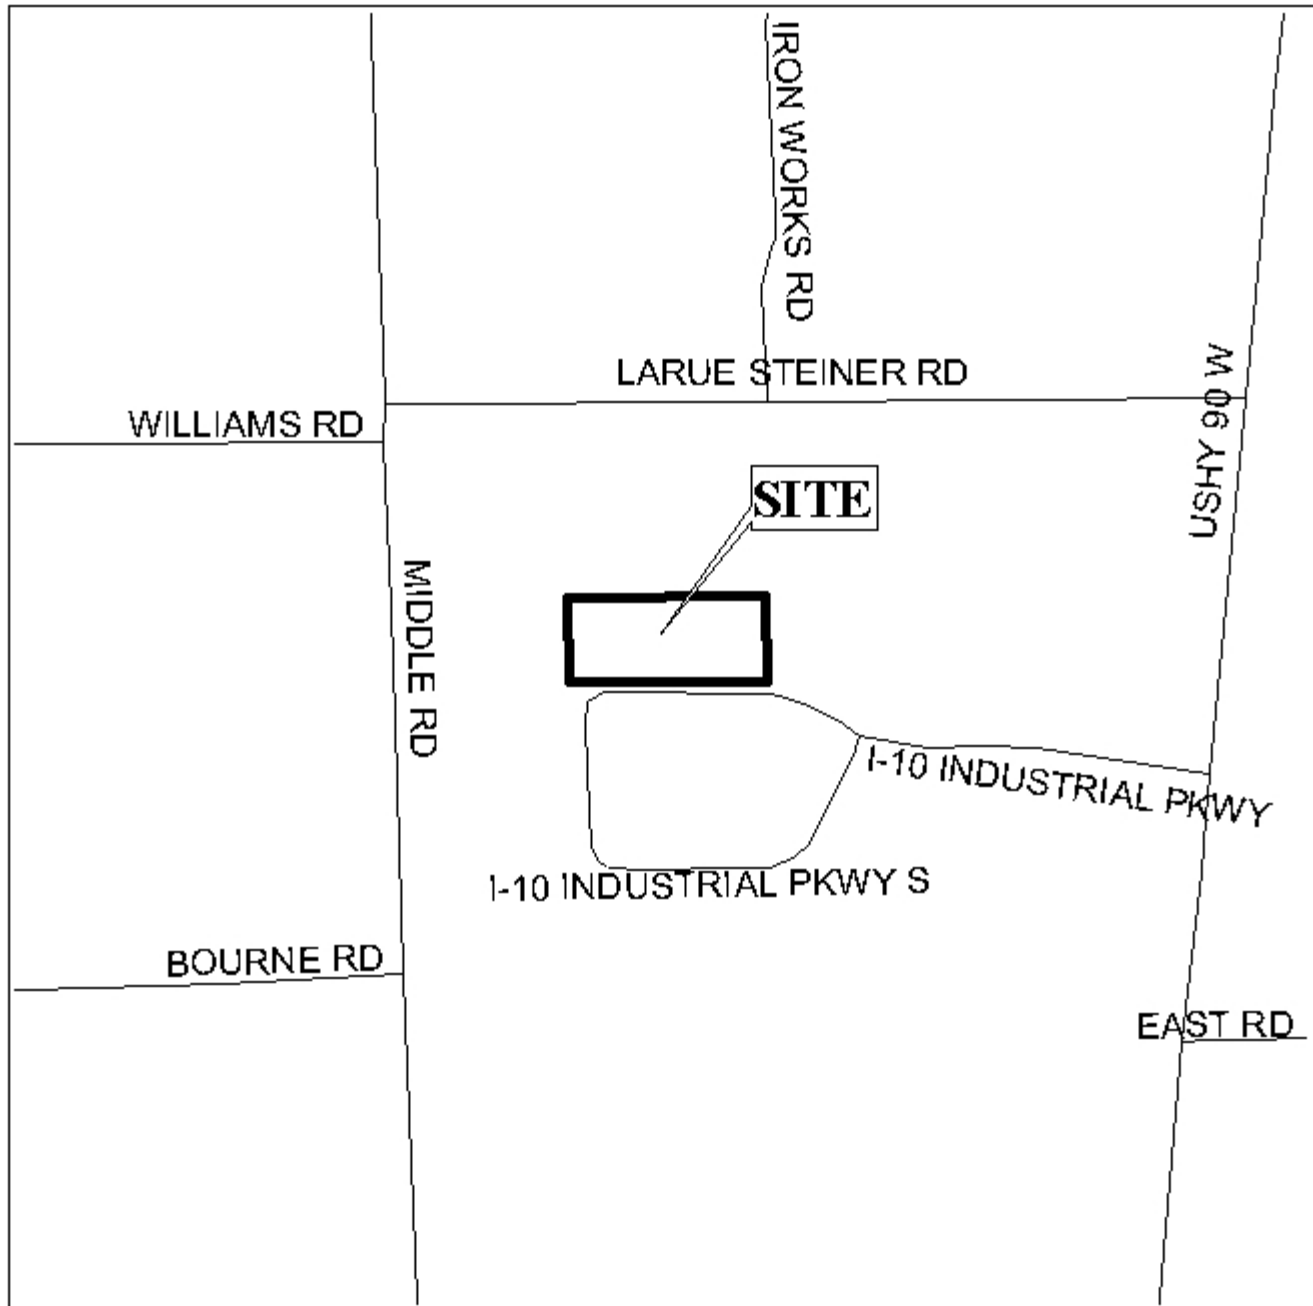 IRON WORKS RD
LARUE STEINER RD
USHY 90 W
WILLIAMS RD
SITE
MIDDLE RD
I-10 INDUSTRIAL PKWY
I-10 INDUSTRIAL PKWY S
BOURNE RD
EAST RD